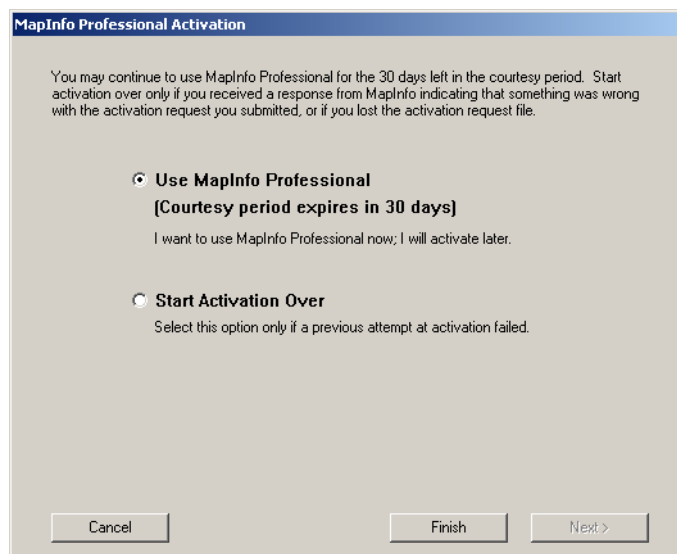 MapInfo Professional Activation
You may continue to use MapInfo Professional for the 30 days left in the courtesy period.  Start
activation over only if you received a response from MapInfo indicating that something was wrong
with the activation request you submitted, or if you lost the activation request file.
Use MapInfo Professional
(Courtesy period expires in 30 days)
I want to use MapInfo Professional now; I will activate later.
Start Activation Over
Select this option only if a previous attempt at activation failed.
Cancel Finish Next >